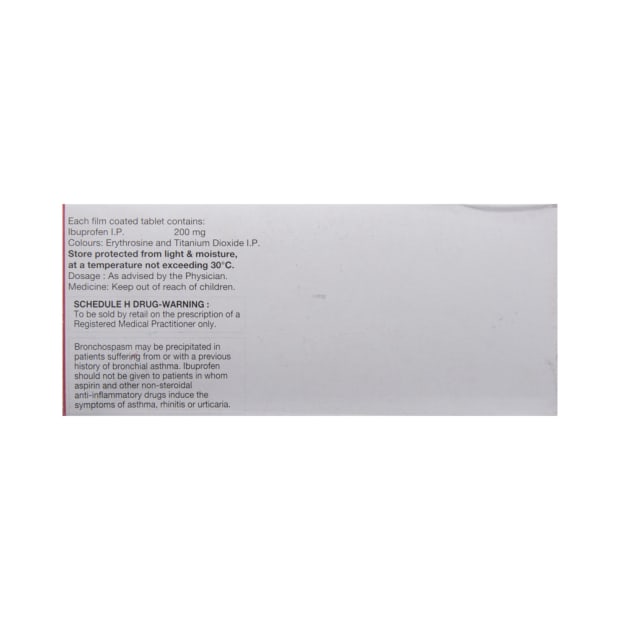 Each film coated tablet contains:
Ibuprofen I.P. 200 mg
Colours: Erythrosine and Titanium Dioxide I.P.
Store protected from light & moisture,
at a temperature not exceeding 30°C.
Dosage : As advised by the Physician.
Medicine: Keep out of reach of children.
SCHEDULE H DRUG-WARNING :
To be sold by retail on the prescription of a
Registered Medical Practitioner only.
Bronchospasm may be precipitated in
patients suffering from or with a previous
history of bronchial asthma. Ibuprofen
should not be given to patients in whom
aspirin and other non-steroidal
anti-inflammatory drugs induce the
symptoms of asthma, rhinitis or urticaria.